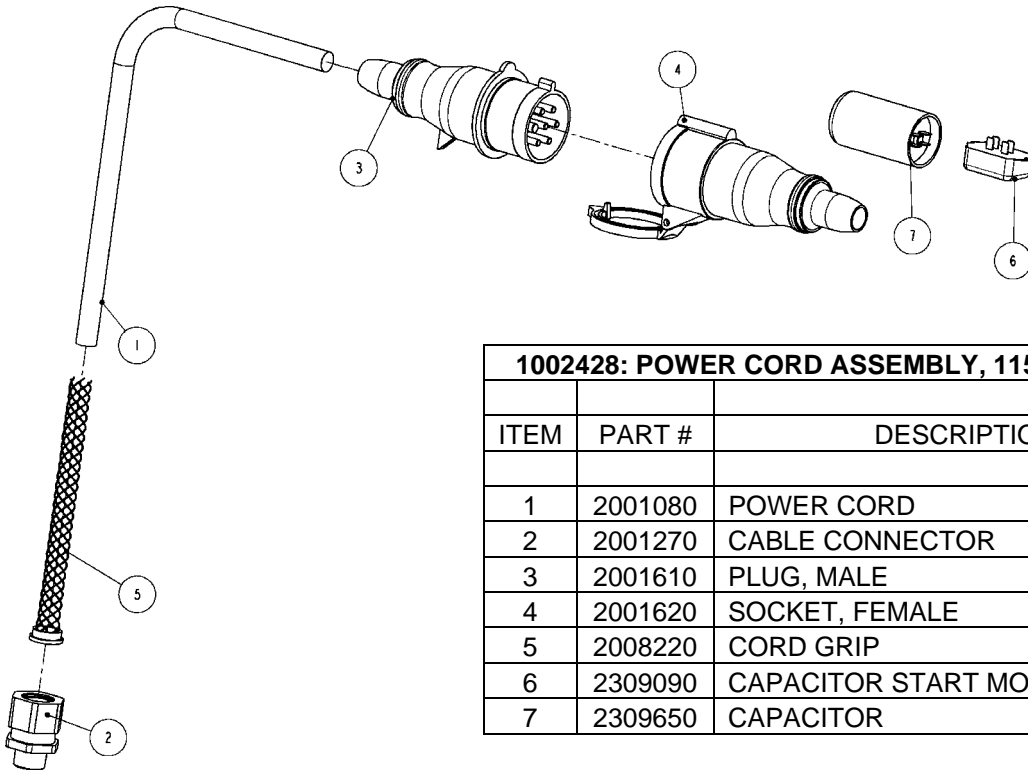 4
3
7
6
1
5
2
1002428: POWER CORD ASSEMBLY, 115
ITEM PART # DESCRIPTIO
1 2001080 POWER CORD
2 2001270 CABLE CONNECTOR
3 2001610 PLUG, MALE
4 2001620 SOCKET, FEMALE
5 2008220 CORD GRIP
6 2309090 CAPACITOR START MO
7 2309650 CAPACITOR